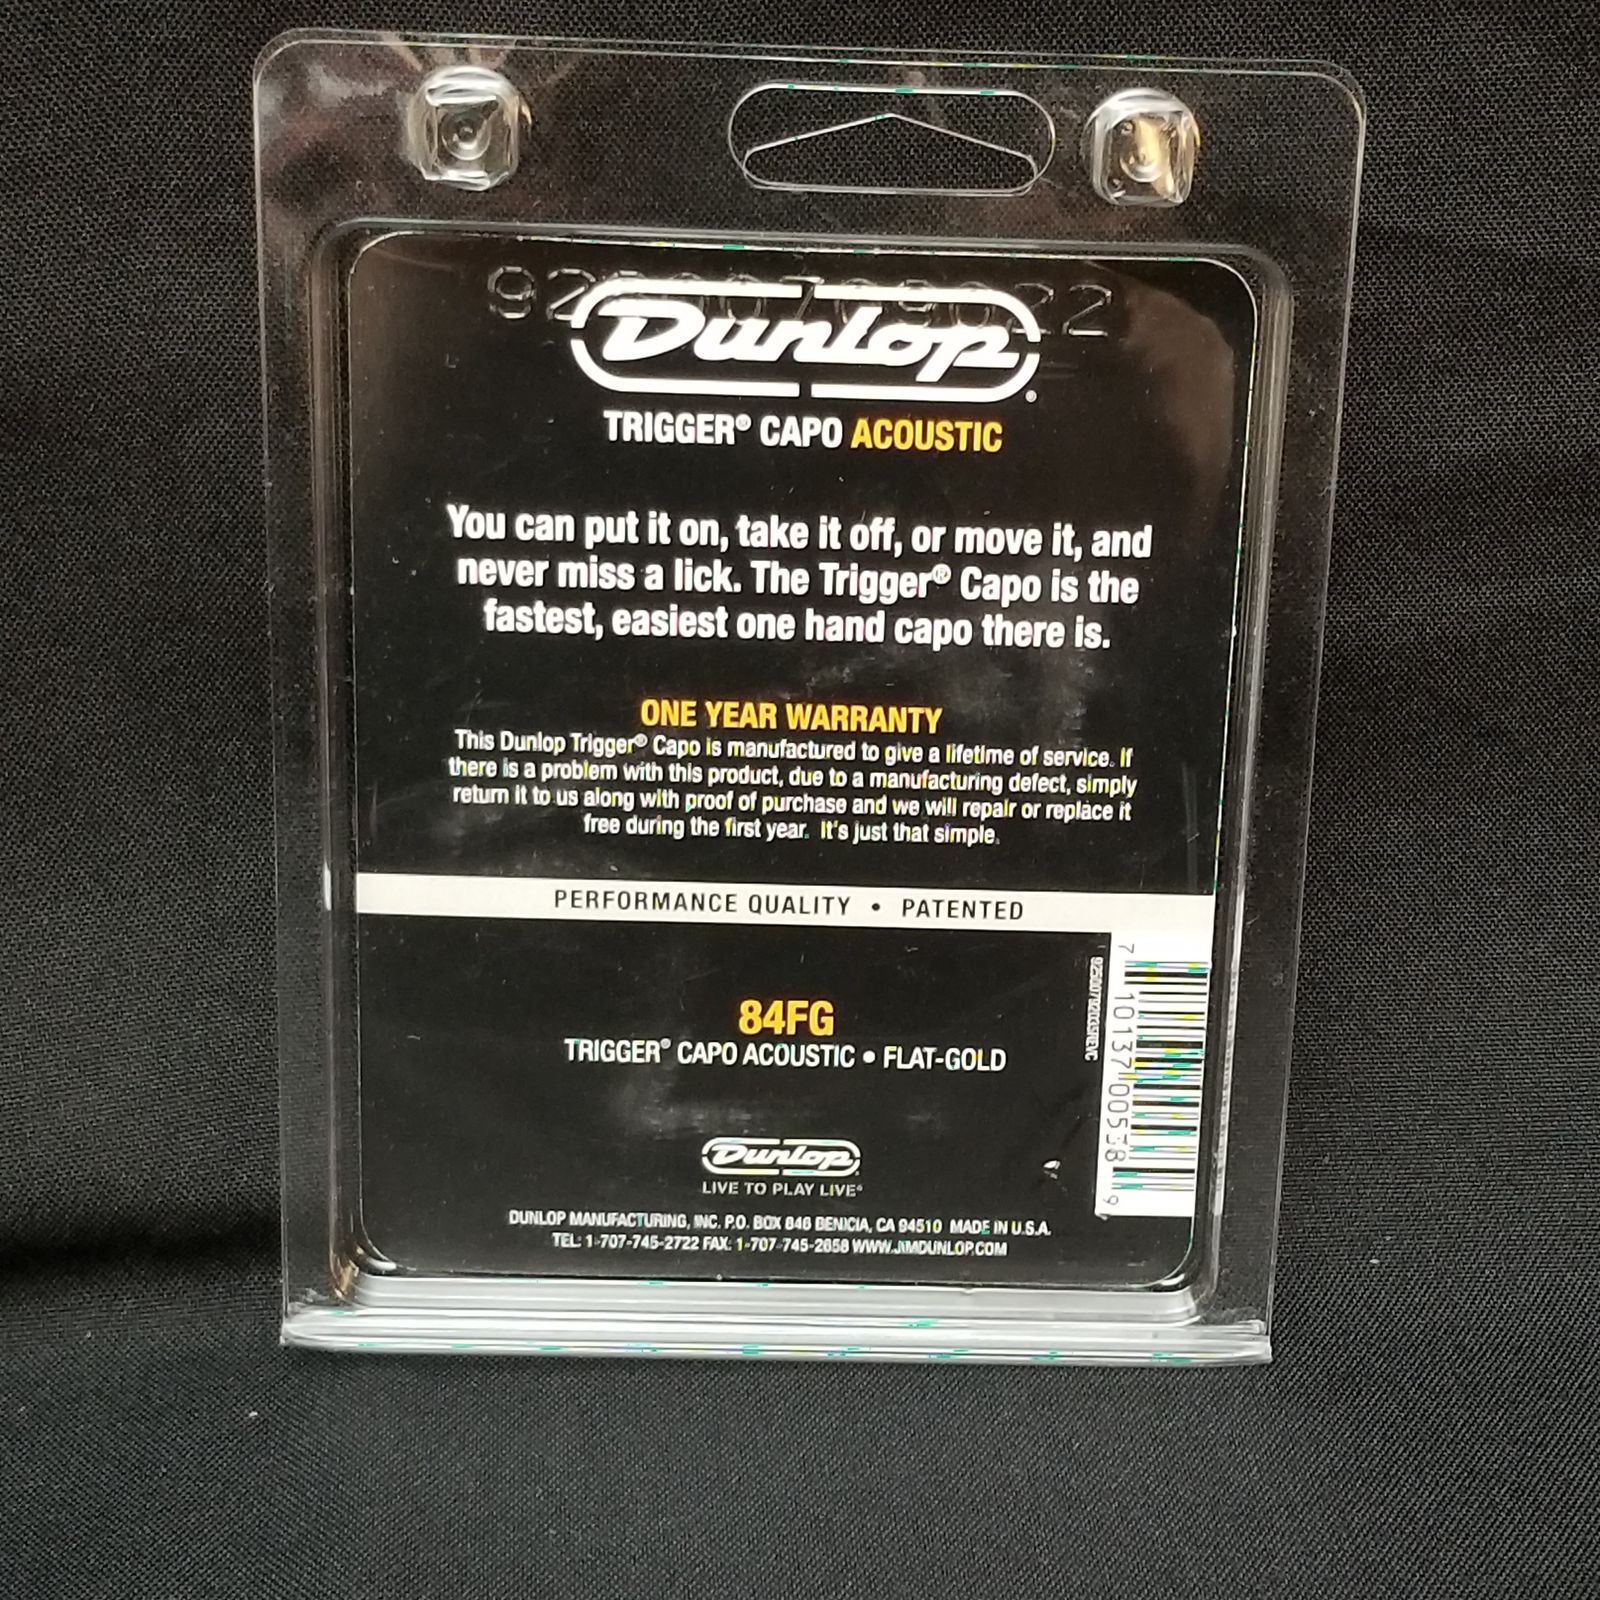 Dunlop
TRIGGER® CAPO ACOUSTIC
You can put it on, take it off, or move it, and
never miss a lick. The Trigger® Capo is the
fastest, easiest one hand capo there is.
ONE YEAR WARRANTY
This Dunlop Trigger® Capo is manufactured to give a lifetime of service. If
there is a problem with this product, due to a manufacturing defect, simply
return it to us along with proof of purchase and we will repair or replace it
free during the first year. It's just that simple.
PERFORMANCE QUALITY • PATENTED
84FG
TRIGGER® CAPO ACOUSTIC • FLAT-GOLD
7 10137 9
Dunlop
LIVE TO PLAY LIVE®
DUNLOP MANUFACTURING, INC. P.O. BOX 846 BENICIA, CA 94510 MADE IN U.S.A.
TEL: 1-707-745-2722 FAX: 1-707-745-2658 WWW.JIMDUNLOP.COM